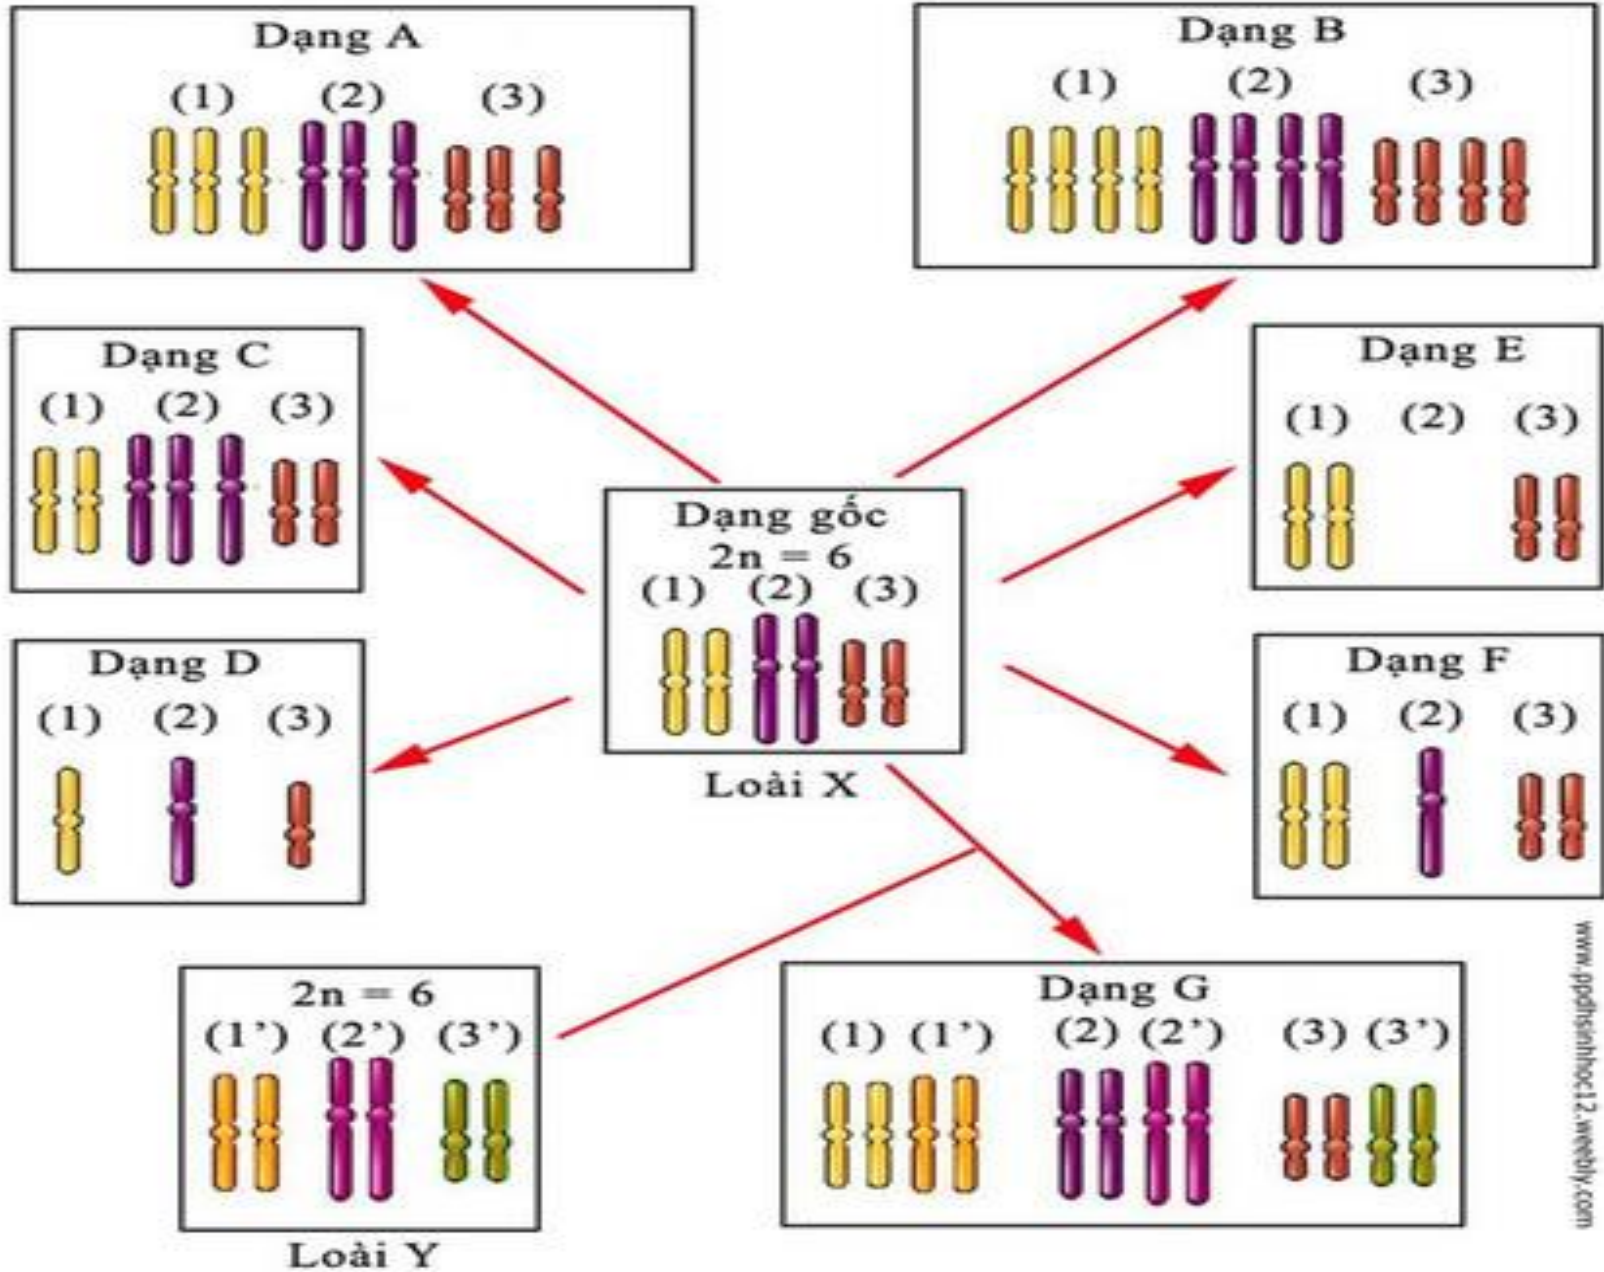 Dạng A
(1) (2) (3)
Dạng B
(1) (2) (3)
Dạng C
(1) (2) (3)
Dạng E
(1) (2) (3)
Dạng gốc
2n = 6
(1) (2) (3)
Loài X
Dạng D
(1) (2) (3)
Dạng F
(1) (2) (3)
2n = 6
(1’) (2’) (3’)
Loài Y
Dạng G
(1) (1’) (2) (2’) (3) (3’)
www.ppdhsinhhoc12.weebly.com